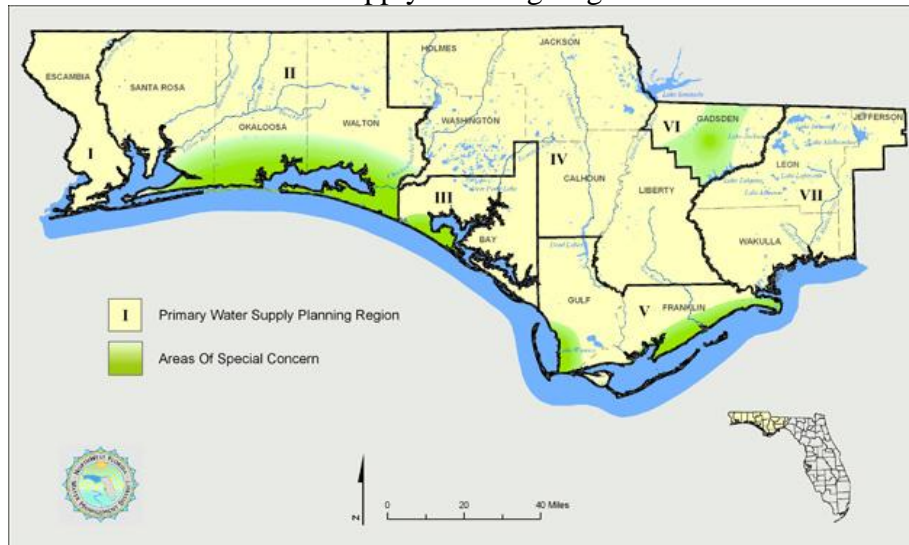 HOLMES
JACKSON
ESCAMBIA
SANTA ROSA
II
OKALOOSA
WALTON
WASHINGTON
VI
GADSDEN
JEFFERSON
I
III
IV
CALHOUN
LIBERTY
LEON
VII
BAY
WAKULLA
GULF
V
FRANKLIN
I Primary Water Supply Planning Region
Areas Of Special Concern
N
0 20 40 Miles